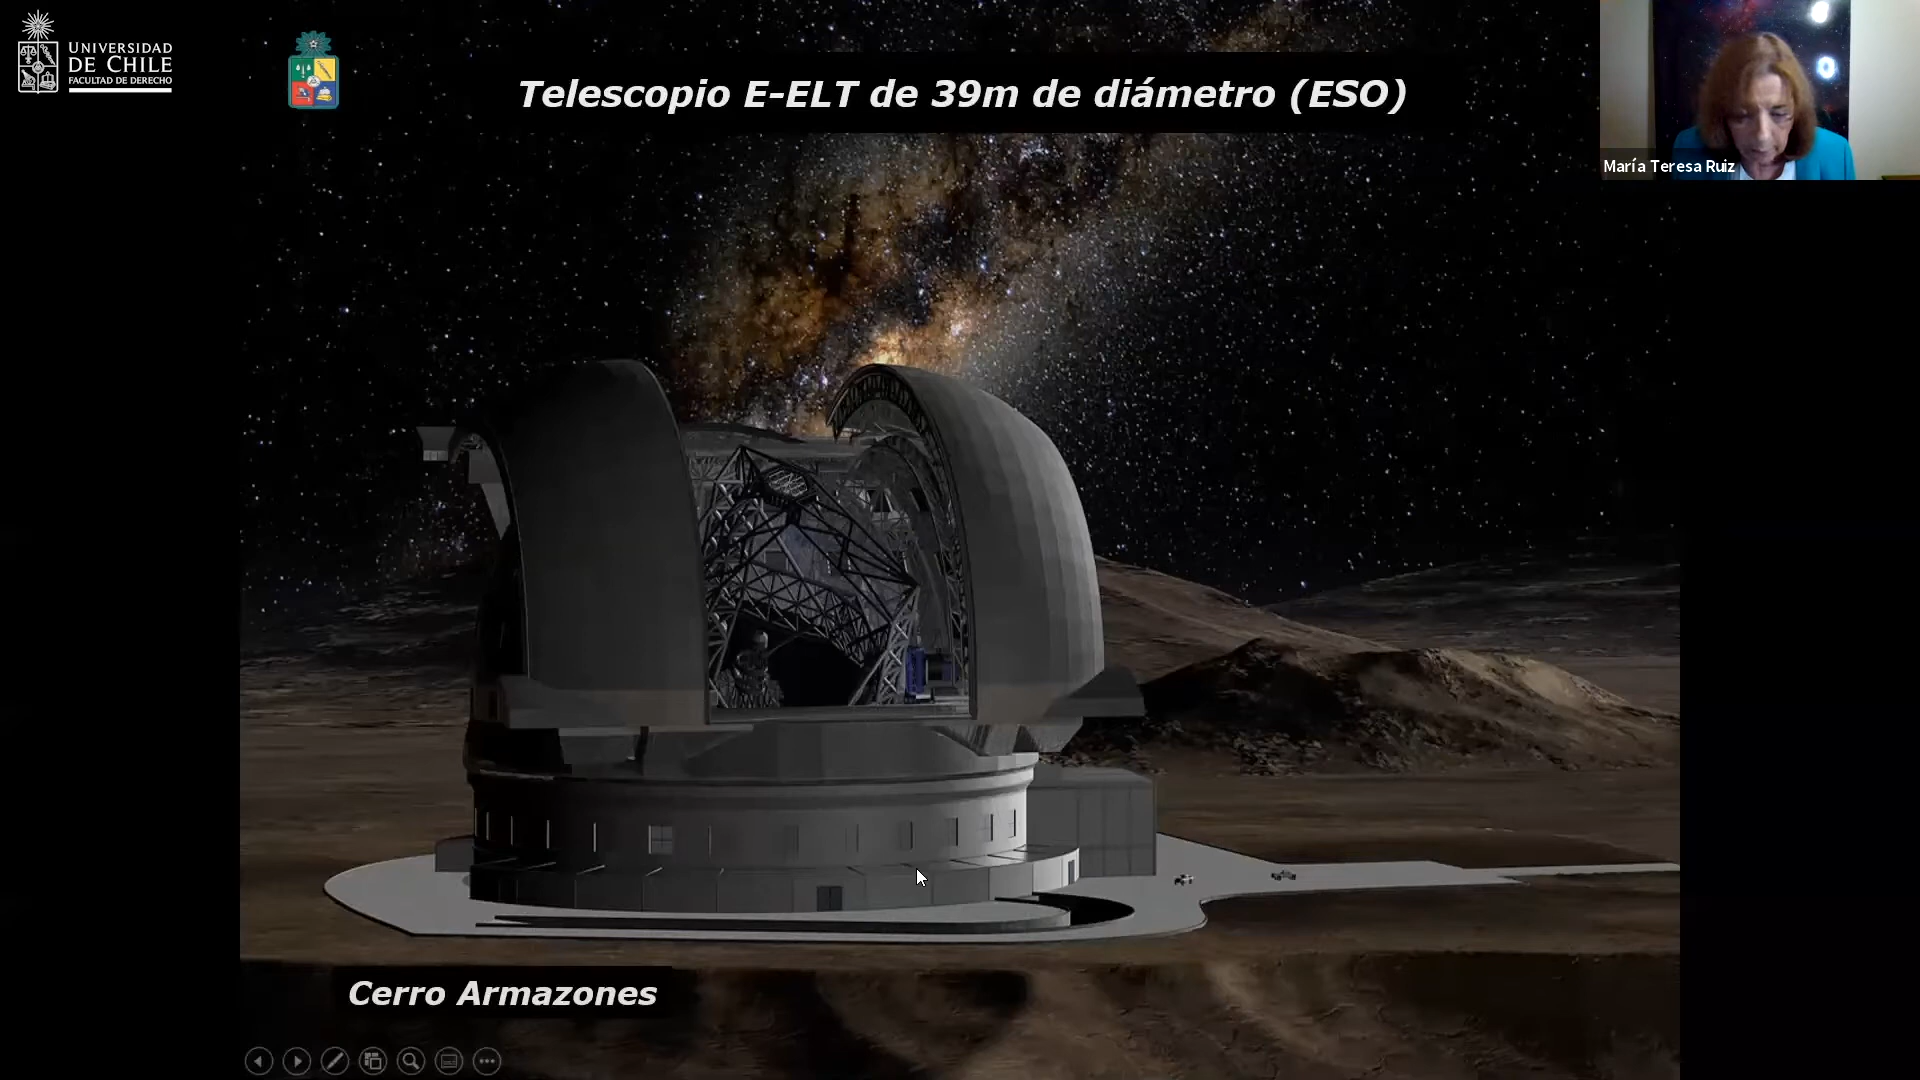 UNIVERSIDAD
DE CHILE
FACULTAD DE DERECHO
Telescopio E-ELT de 39m de diámetro (ESO)
María Teresa Ruiz
Cerro Armazones